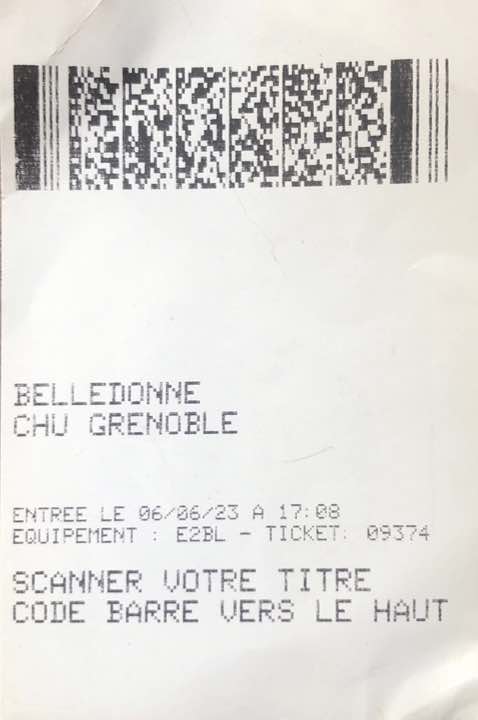 BELLEDONNE
CHU GRENOBLE
ENTREE LE 06/06/23 A 17:08
EQUIPEMENT : E2BL - TICKET: 09374
SCANNER VOTRE TITRE
CODE BARRE VERS LE HAUT